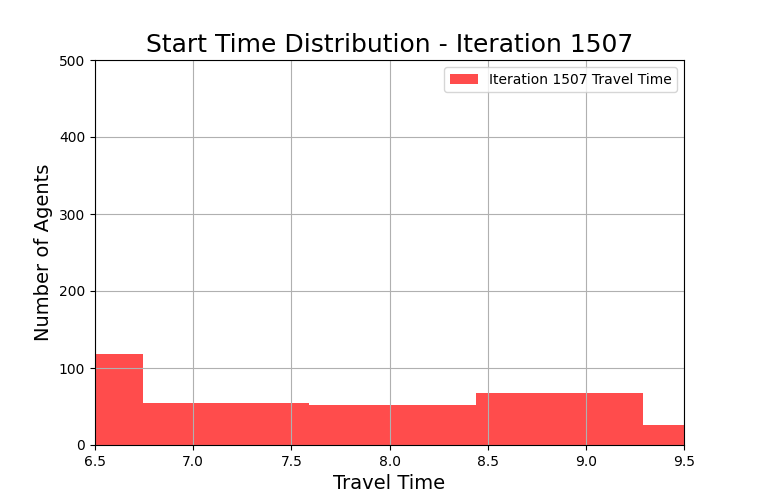 Start Time Distribution - Iteration 1507
Iteration 1507 Travel Time
Number of Agents
500
400
300
200
100
0
6.5 7.0 7.5 8.0 8.5 9.0 9.5
Travel Time